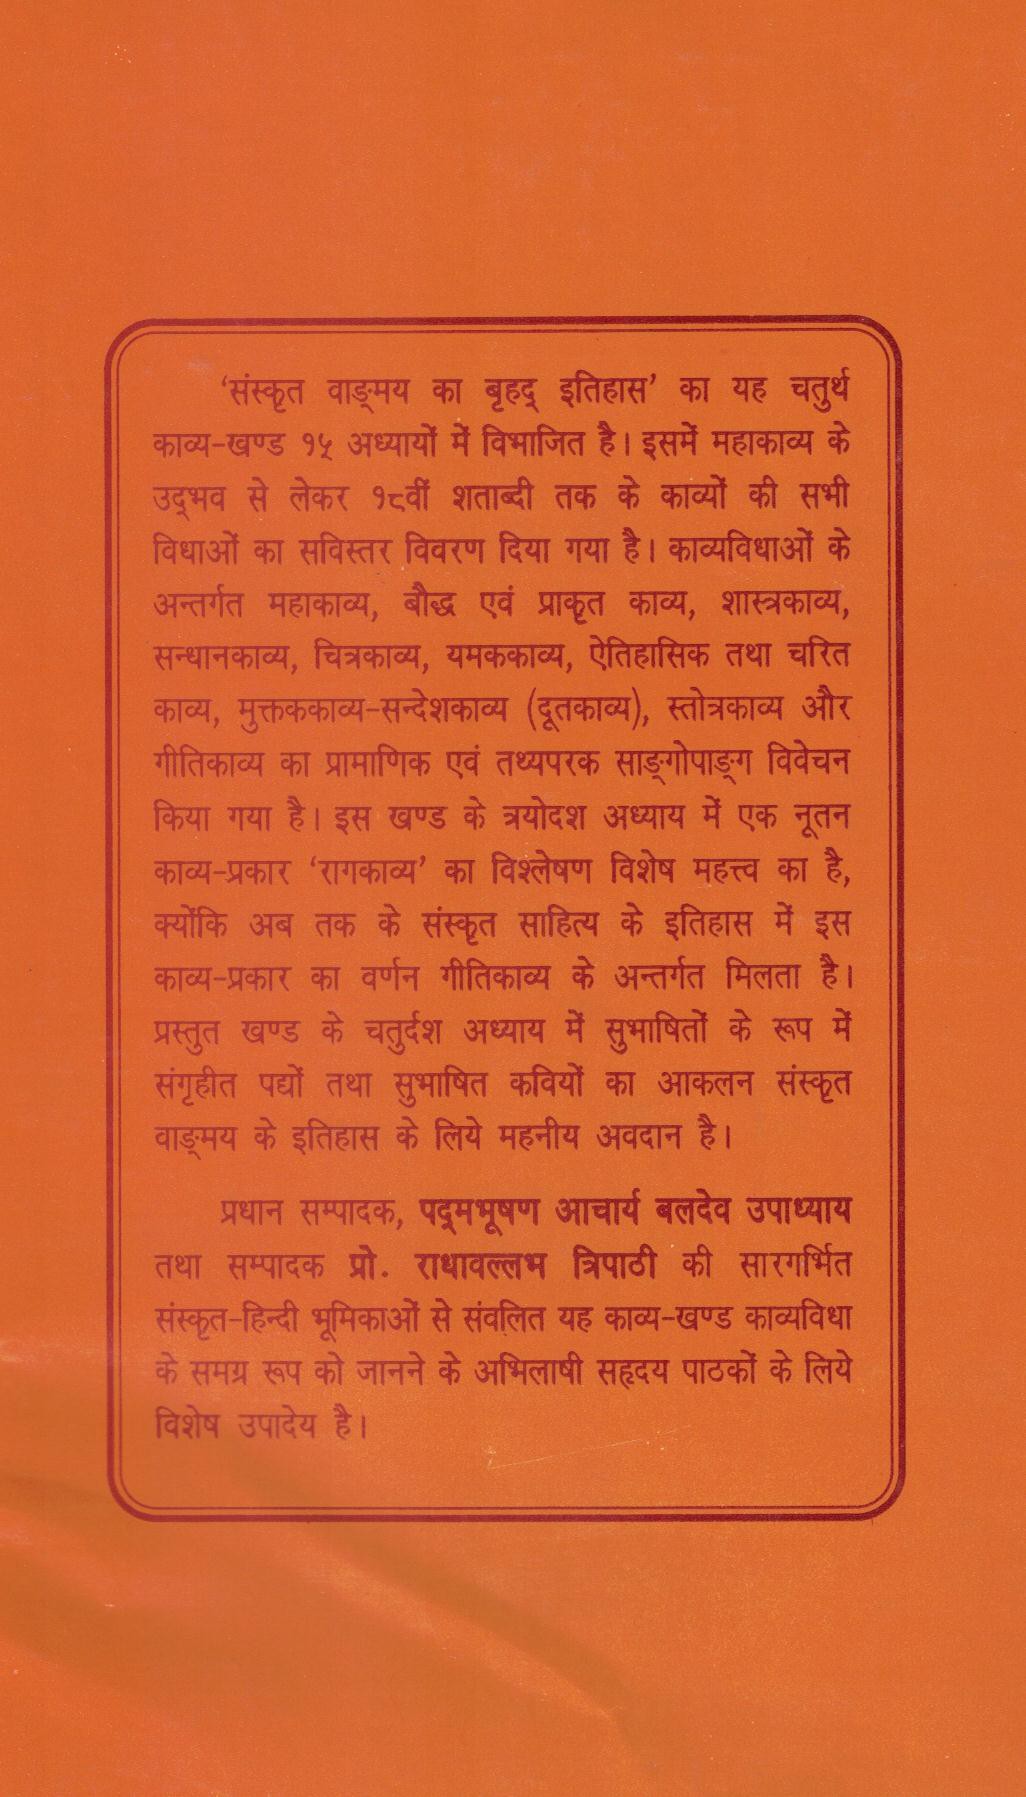 ‘संस्कृत वाङ्मय का बृहद् इतिहास’ का यह चतुर्थ
काव्य-खण्ड १५ अध्यायों में विभाजित है। इसमें महाकाव्य के
उद्भव से लेकर १८वीं शताब्दी तक के काव्यों की सभी
विधाओं का सविस्तर विवरण दिया गया है। काव्यविधाओं के
अन्तर्गत महाकाव्य, बौद्ध एवं प्राकृत काव्य, शास्त्रकाव्य,
सन्धानकाव्य, चित्रकाव्य, यमककाव्य, ऐतिहासिक तथा चरित
काव्य, मुक्तककाव्य-सन्देशकाव्य (दूतकाव्य), स्तोत्रकाव्य और
गीतिकाव्य का प्रामाणिक एवं तथ्यपरक साङ्गोपाङ्ग विवेचन
किया गया है। इस खण्ड के त्रयोदश अध्याय में एक नूतन
काव्य-प्रकार ‘रागकाव्य’ का विश्लेषण विशेष महत्त्व का है,
क्योंकि अब तक के संस्कृत साहित्य के इतिहास में इस
काव्य-प्रकार का वर्णन गीतिकाव्य के अन्तर्गत मिलता है।
प्रस्तुत खण्ड के चतुर्दश अध्याय में सुभाषितों के रूप में
संगृहीत पद्यों तथा सुभाषित कवियों का आकलन संस्कृत
वाङ्मय के इतिहास के लिये महनीय अवदान है।
प्रधान सम्पादक, पद्मभूषण आचार्य बलदेव उपाध्याय
तथा सम्पादक प्रो. राधावल्लभ त्रिपाठी की सारगर्भित
संस्कृत-हिन्दी भूमिकाओं से संवलित यह काव्य-खण्ड काव्यविधा
के समग्र रूप को जानने के अभिलाषी सहृदय पाठकों के लिये
विशेष उपादेय है।